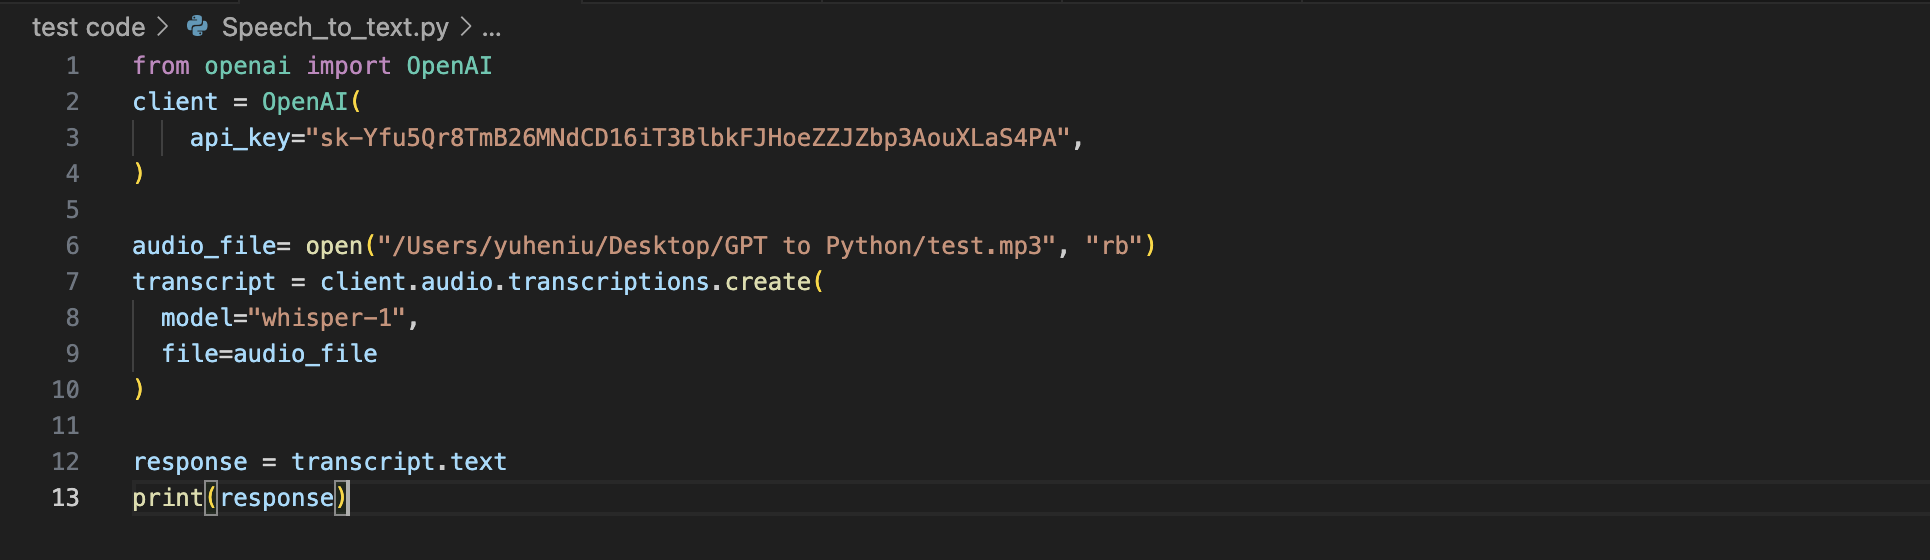 test code > Speech_to_text.py > ...
1 from openai import OpenAI
2 client = OpenAI(
3     api_key="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",
4 )
5
6 audio_file= open("/Users/yuheniu/Desktop/GPT to Python/test.mp3", "rb")
7 transcript = client.audio.transcriptions.create(
8   model="whisper-1",
9   file=audio_file
10 )
11
12 response = transcript.text
13 print(response)